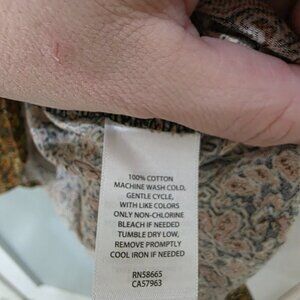 100% COTTON
MACHINE WASH COLD,
GENTLE CYCLE,
WITH LIKE COLORS
ONLY NON-CHLORINE
BLEACH IF NEEDED
TUMBLE DRY LOW,
REMOVE PROMPTLY
COOL IRON IF NEEDED
RN58665
CA57963